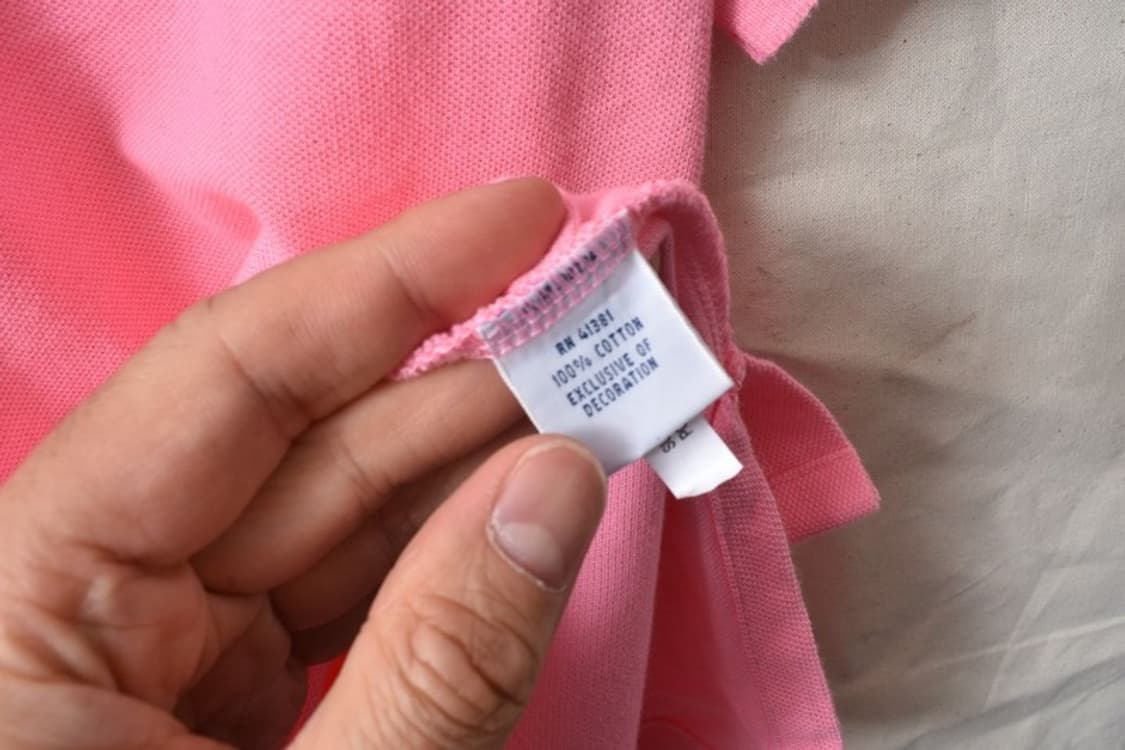 RN 41381
100% COTTON
EXCLUSIVE OF
DECORATION